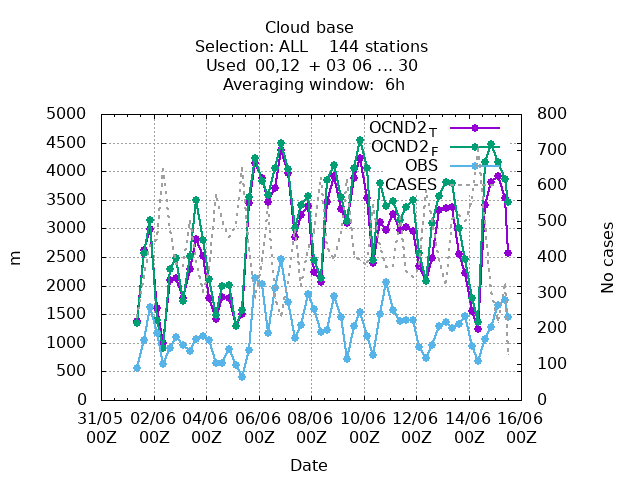 Cloud base
Selection: ALL 144 stations
Used 00,12 + 03 06 ... 30
Averaging window: 6h
5000 800
4500 700
4000 600
3500 500
3000
2500 400
2000 300
1500 200
1000 100
500
0 0
OCND2 T
OCND2 F
OBS
CASES
m
No cases
31/05 02/06 04/06 06/06 08/06 10/06 12/06 14/06 16/06
00Z 00Z 00Z 00Z 00Z 00Z 00Z 00Z 00Z
Date